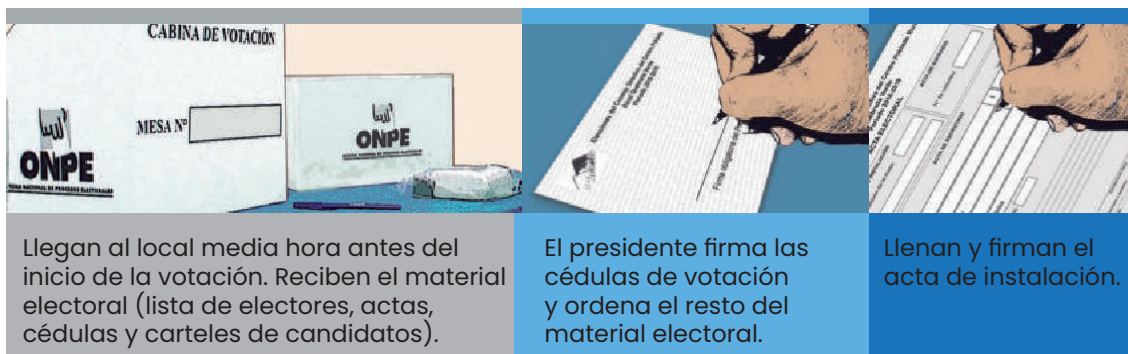 CABINA DE VOTACIÓN
MESA Nº
ONPE
ONPE
Llegan al local media hora antes del
inicio de la votación. Reciben el material
electoral (lista de electores, actas,
cédulas y carteles de candidatos).
El presidente firma las
cédulas de votación
y ordena el resto del
material electoral.
Llenan y firman el
acta de instalación.